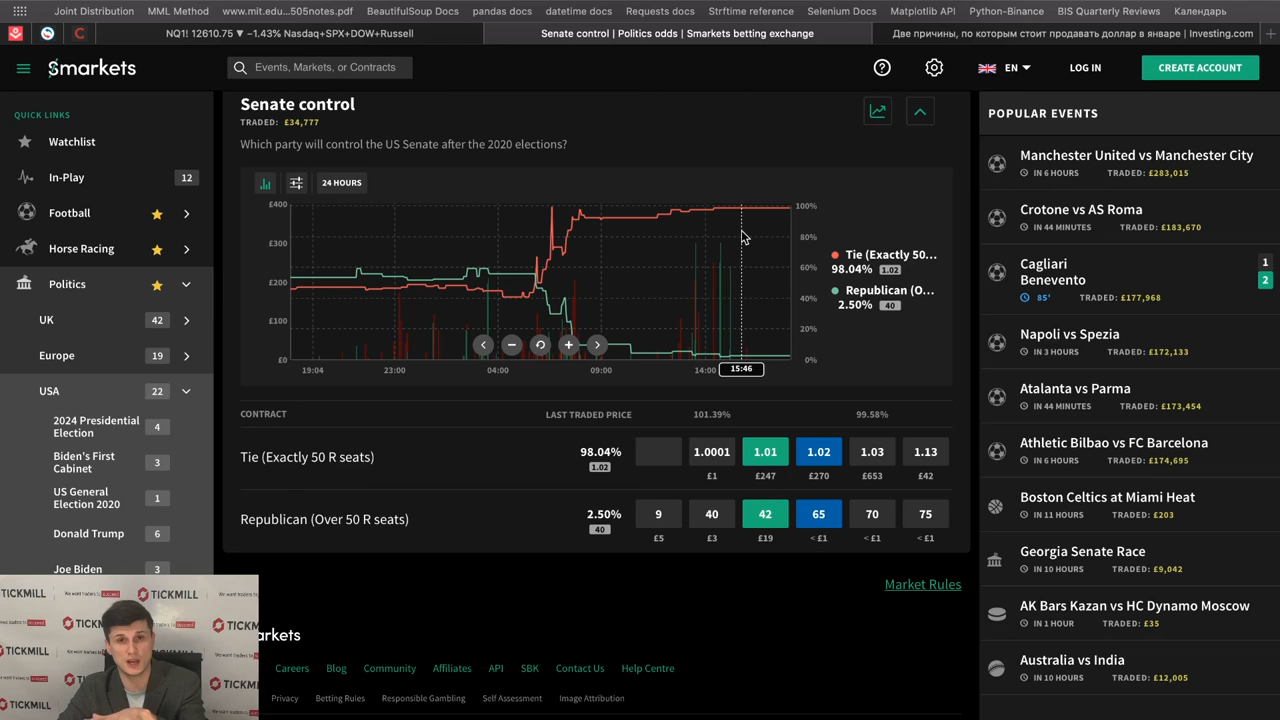 Joint Distribution MML Method www.mit.edu...505notes.pdf BeautifulSoup Docs pandas docs datetime docs Requests docs Strftime reference Selenium Docs Matplotlib API Python-Binance BIS Quarterly Reviews Календарь
NQ1! 12610.75 ▼ −1.43% Nasdaq+SPX+DOW+Russell Senate control | Politics odds | Smarkets betting exchange Две причины, по которым стоит продавать доллар в январе | Investing.com
Smarkets
Events, Markets, or Contracts
EN
LOG IN
CREATE ACCOUNT
QUICK LINKS
Watchlist
In-Play 12
Football
Horse Racing
Politics
UK 42
Europe 19
USA 22
2024 Presidential
Election 4
Biden's First
Cabinet 3
US General
Election 2020 1
Donald Trump 6
Joe Biden 3
Senate control
TRADED: £34,777
Which party will control the US Senate after the 2020 elections?
24 HOURS
£400 100%
£300 80%
60%
£200 40%
£100 20%
£0 0%
19:04 23:00 04:00 09:00 14:00 15:46
Tie (Exactly 50...
98.04% 1.02
Republican (O...
2.50% 40
CONTRACT LAST TRADED PRICE 101.39% 99.58%
Tie (Exactly 50 R seats) 98.04% 1.0001 1.01 1.02 1.03 1.13
1.02 £1 £247 £270 £653 £42
Republican (Over 50 R seats) 2.50% 9 40 42 65 70 75
40 £5 £3 £19 < £1 < £1 < £1
Market Rules
arkets
Careers Blog Community Affiliates API SBK Contact Us Help Centre
Privacy Betting Rules Responsible Gambling Self Assessment Image Attribution
POPULAR EVENTS
Manchester United vs Manchester City
IN 6 HOURS TRADED: £283,015
Crotone vs AS Roma
IN 44 MINUTES TRADED: £183,670
Cagliari 1
Benevento 2
85' TRADED: £177,968
Napoli vs Spezia
IN 3 HOURS TRADED: £172,133
Atalanta vs Parma
IN 44 MINUTES TRADED: £173,454
Athletic Bilbao vs FC Barcelona
IN 6 HOURS TRADED: £174,695
Boston Celtics at Miami Heat
IN 11 HOURS TRADED: £203
Georgia Senate Race
IN 10 HOURS TRADED: £9,042
AK Bars Kazan vs HC Dynamo Moscow
IN 1 HOUR TRADED: £35
Australia vs India
IN 10 HOURS TRADED: £12,005
TICKMILL
We want traders to succeed
TICKMILL